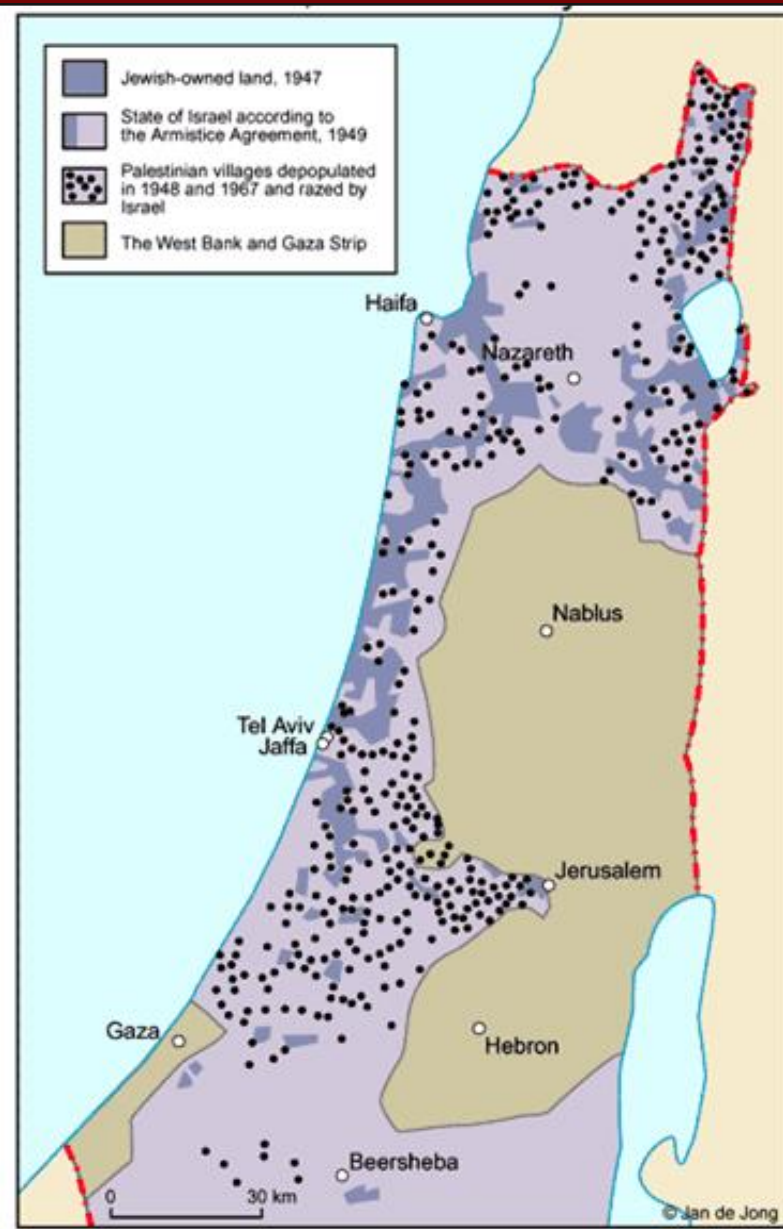 Jewish-owned land, 1947
State of Israel according to
the Armistice Agreement, 1949
Palestinian villages depopulated
in 1948 and 1967 and razed by
Israel
The West Bank and Gaza Strip
Haifa
Nazareth
Nablus
Tel Aviv
Jaffa
Jerusalem
Gaza
Hebron
Beersheba
0 30 km
© Jan de Jong